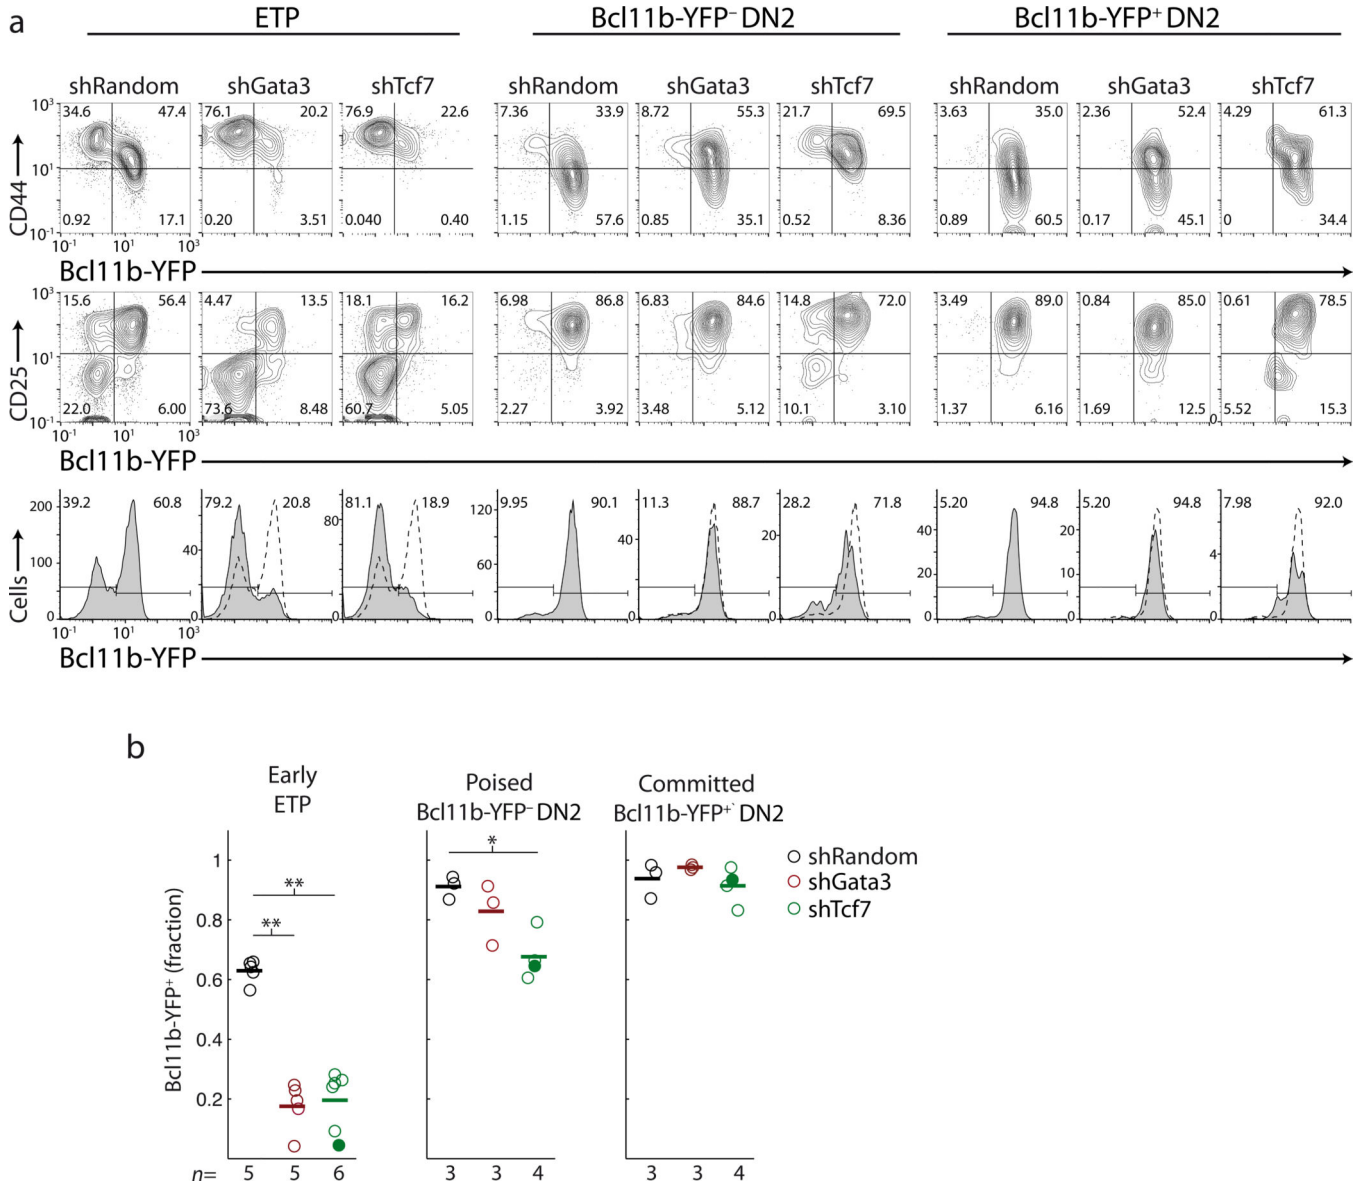 a
ETP
Bcl11b-YFP– DN2
Bcl11b-YFP+ DN2
shRandom shGata3 shTcf7 shRandom shGata3 shTcf7 shRandom shGata3 shTcf7
10³ 34.6 47.4 76.1 20.2 76.9 22.6 7.36 33.9 8.72 55.3 21.7 69.5 3.63 35.0 2.36 52.4 4.29 61.3
CD44
10¹
0.92 17.1 0.20 3.51 0.040 0.40 1.15 57.6 0.85 35.1 0.52 8.36 0.89 60.5 0.17 45.1 0 34.4
10-1
10-1 10¹ 10³
Bcl11b-YFP
10³ 15.6 56.4 4.47 13.5 18.1 16.2 6.98 86.8 6.83 84.6 14.8 72.0 3.49 89.0 0.84 85.0 0.61 78.5
CD25
10¹
22.0 6.00 73.6 8.48 60.7 5.05 2.27 3.92 3.48 5.12 10.1 3.10 1.37 6.16 1.69 12.5 5.52 15.3
10-1 0
10-1 10¹ 10³
Bcl11b-YFP
39.2 60.8 79.2 20.8 81.1 18.9 9.95 90.1 11.3 88.7 28.2 71.8 5.20 94.8 5.20 94.8 7.98 92.0
200 80 120 40 20 40 20 4
Cells
100 40 60 20 10
0 0 0 0 0 0 0 0 0
10-1 10¹ 10³
Bcl11b-YFP
b
Early
ETP
Poised
Bcl11b-YFP– DN2
Committed
Bcl11b-YFP+` DN2
Bcl11b-YFP+ (fraction)
1
0.8
0.6
0.4
0.2
**
**
*
shRandom
shGata3
shTcf7
n= 5 5 6 3 3 4 3 3 4